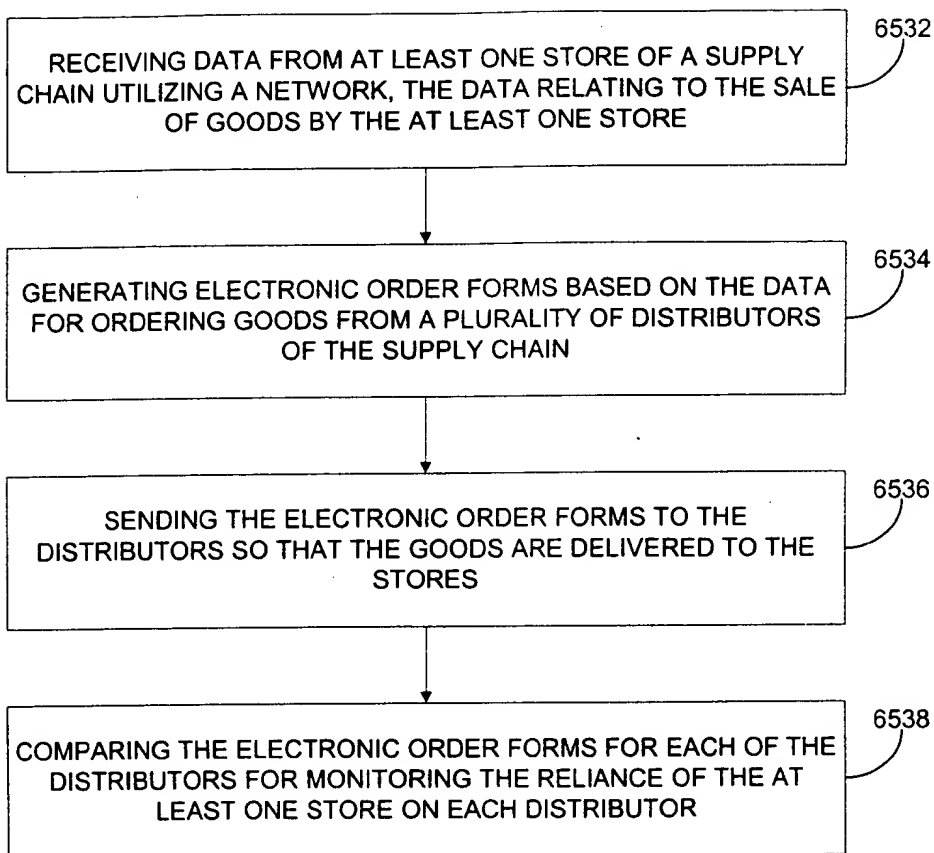 6532
RECEIVING DATA FROM AT LEAST ONE STORE OF A SUPPLY
CHAIN UTILIZING A NETWORK, THE DATA RELATING TO THE SALE
OF GOODS BY THE AT LEAST ONE STORE
6534
GENERATING ELECTRONIC ORDER FORMS BASED ON THE DATA
FOR ORDERING GOODS FROM A PLURALITY OF DISTRIBUTORS
OF THE SUPPLY CHAIN
6536
SENDING THE ELECTRONIC ORDER FORMS TO THE
DISTRIBUTORS SO THAT THE GOODS ARE DELIVERED TO THE
STORES
6538
COMPARING THE ELECTRONIC ORDER FORMS FOR EACH OF THE
DISTRIBUTORS FOR MONITORING THE RELIANCE OF THE AT
LEAST ONE STORE ON EACH DISTRIBUTOR